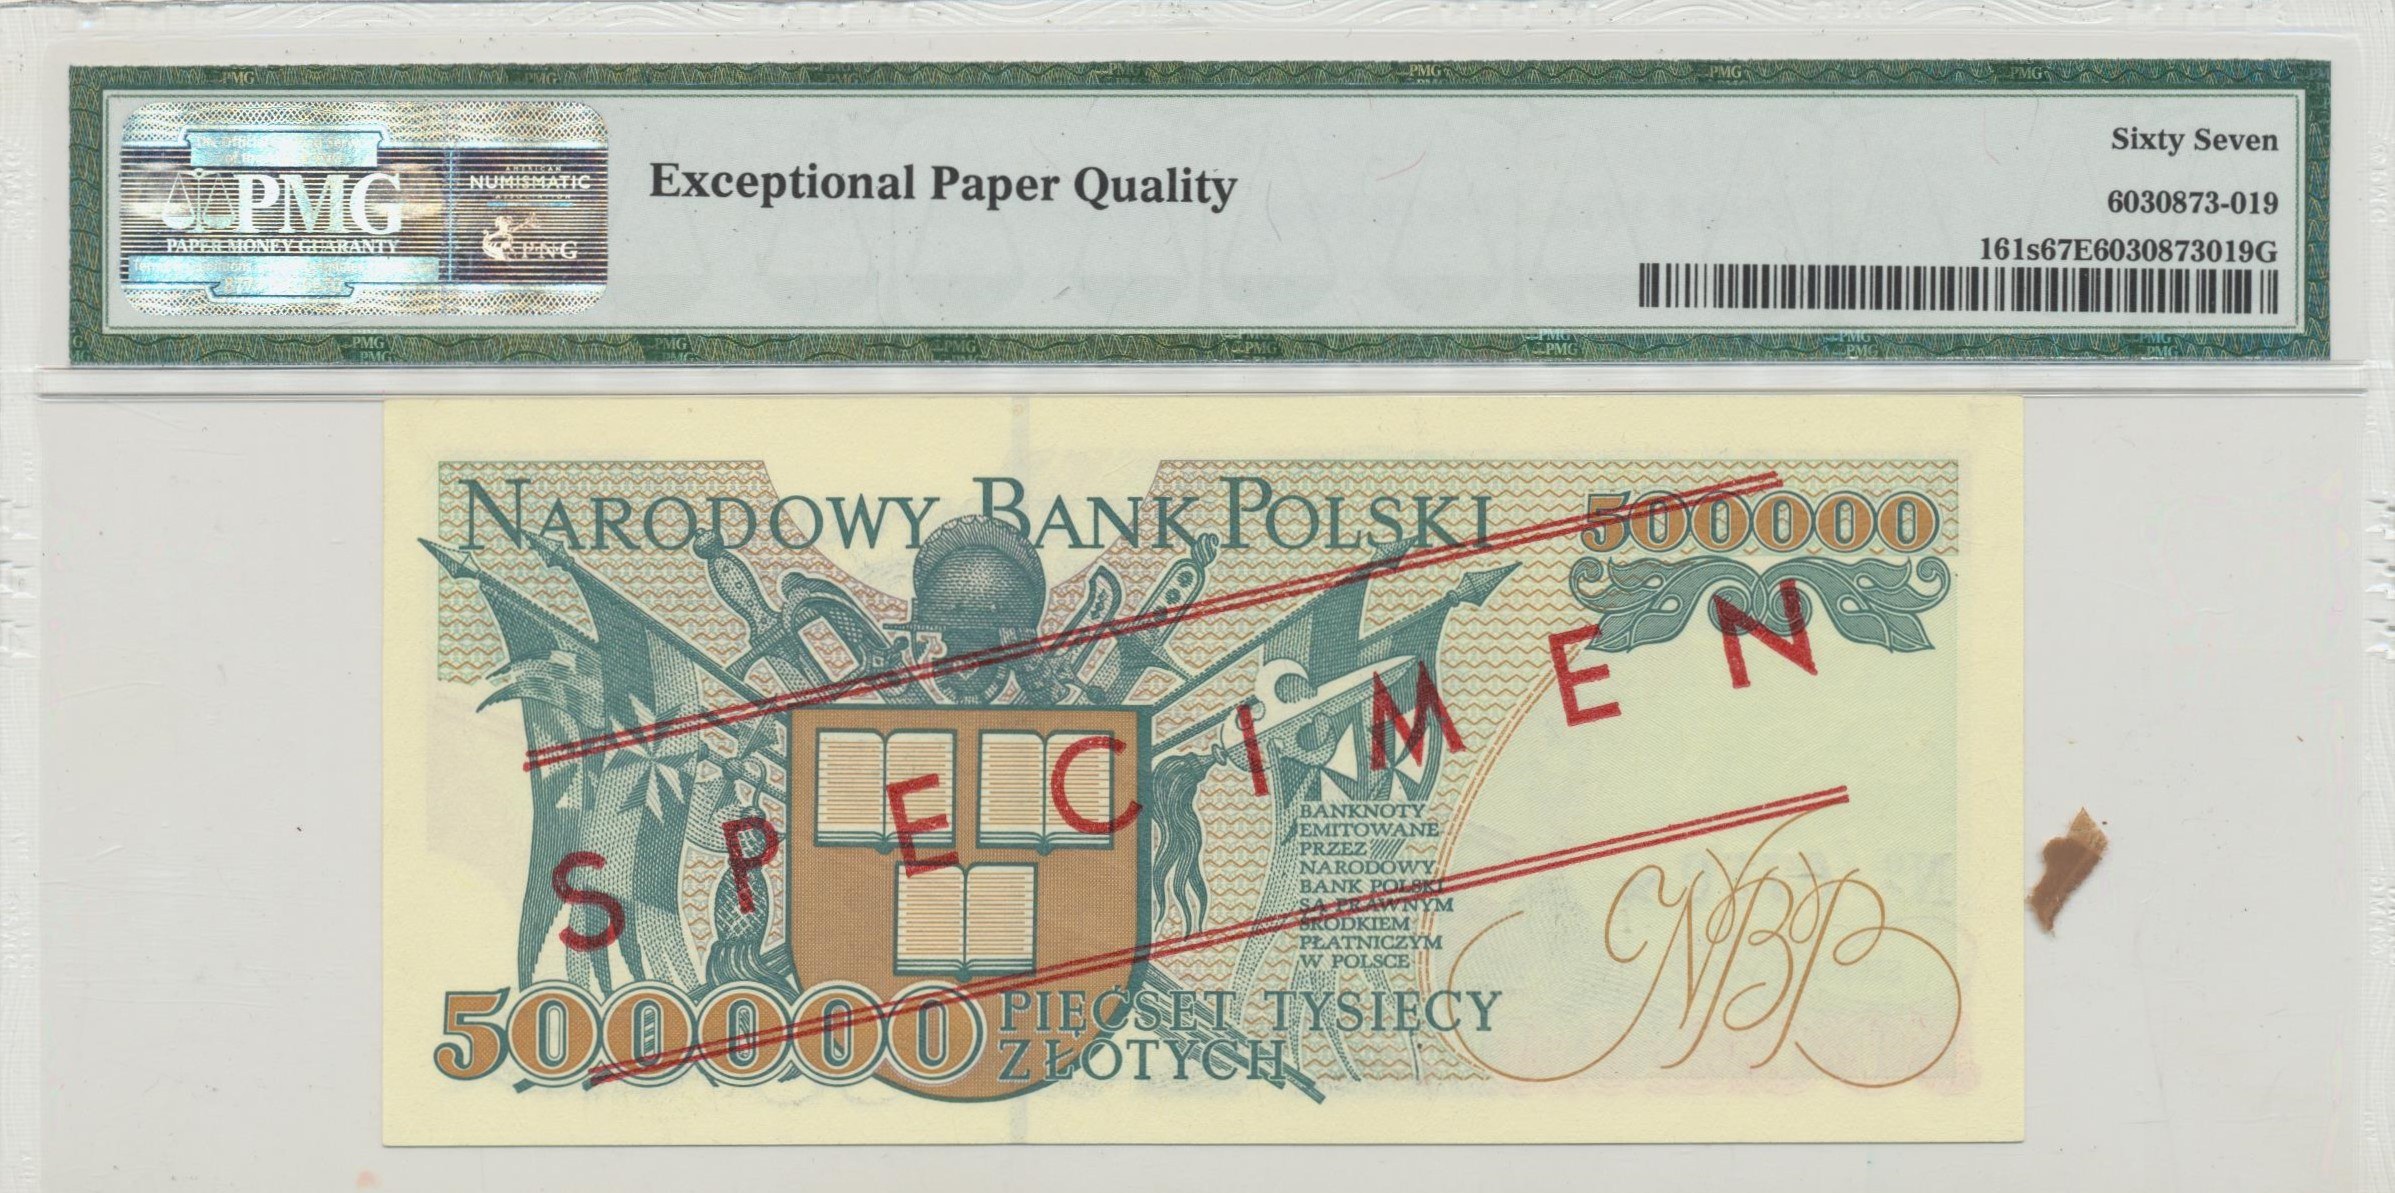 PMG
PAPER MONEY GUARANTY
AMERICAN
NUMISMATIC
PNG
Exceptional Paper Quality
Sixty Seven
6030873-019
161s67E6030873019G
NARODOWY BANK POLSKI
500000
SPECIMEN
BANKNOTY
EMITOWANE
PRZEZ
NARODOWY
BANK POLSKI
SĄ PRAWNYM
ŚRODKIEM
PŁATNICZYM
W POLSCE
NBP
500000
PIĘĆSET TYSIĘCY
ZŁOTYCH